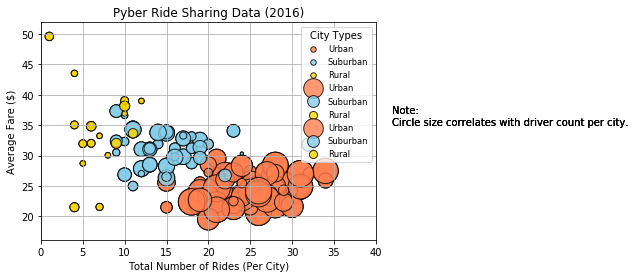 Pyber Ride Sharing Data (2016)
Average Fare ($)
50
45
40
35
30
25
20
City Types
Urban
Suburban
Rural
Urban
Suburban
Rural
Urban
Suburban
Rural
Note:
Circle size correlates with driver count per city.
0 5 10 15 20 25 30 35 40
Total Number of Rides (Per City)